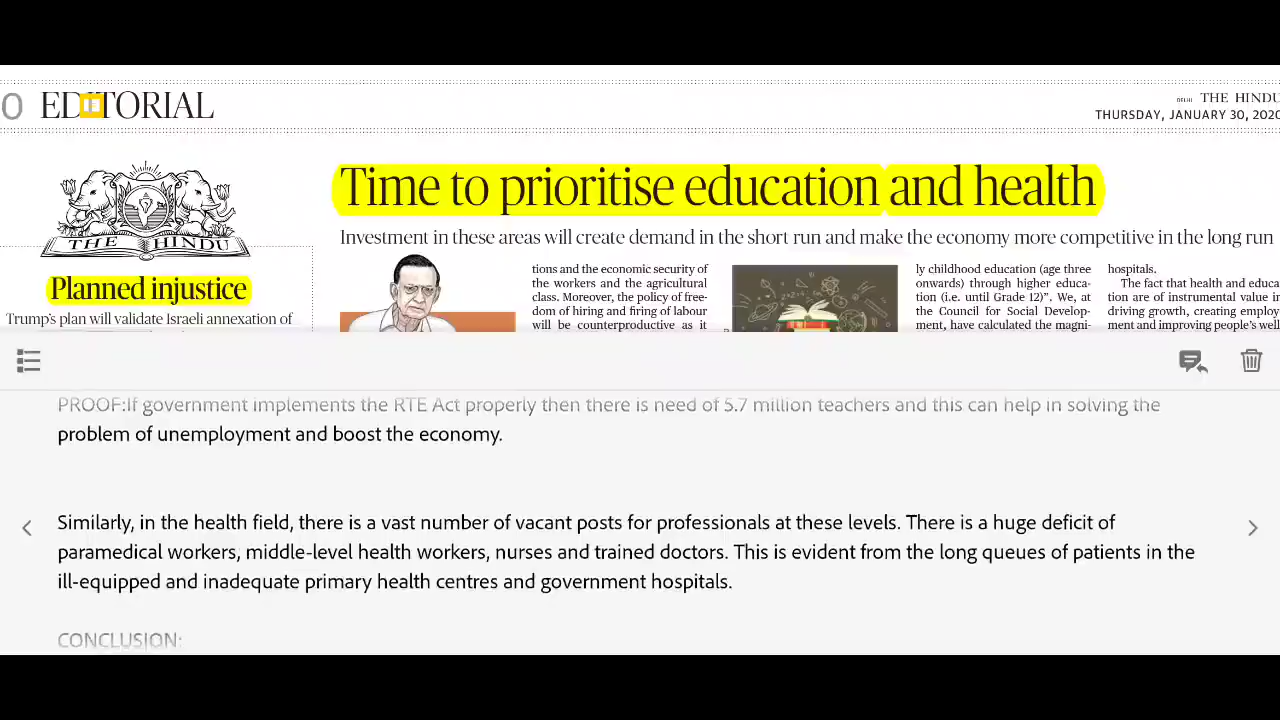 0 EDITORIAL
DELHI THE HINDU
THURSDAY, JANUARY 30, 2020
THE HINDU
Planned injustice
Trump's plan will validate Israeli annexation of
Time to prioritise education and health
Investment in these areas will create demand in the short run and make the economy more competitive in the long run
tions and the economic security of
the workers and the agricultural
class. Moreover, the policy of free-
dom of hiring and firing of labour
will be counterproductive as it
ly childhood education (age three
onwards) through higher educa-
tion (i.e. until Grade 12)". We, at
the Council for Social Develop-
ment, have calculated the magni-
hospitals.
The fact that health and educa
tion are of instrumental value in
driving growth, creating employ
ment and improving people's well
PROOF:If government implements the RTE Act properly then there is need of 5.7 million teachers and this can help in solving the
problem of unemployment and boost the economy.
Similarly, in the health field, there is a vast number of vacant posts for professionals at these levels. There is a huge deficit of
paramedical workers, middle-level health workers, nurses and trained doctors. This is evident from the long queues of patients in the
ill-equipped and inadequate primary health centres and government hospitals.
CONCLUSION: